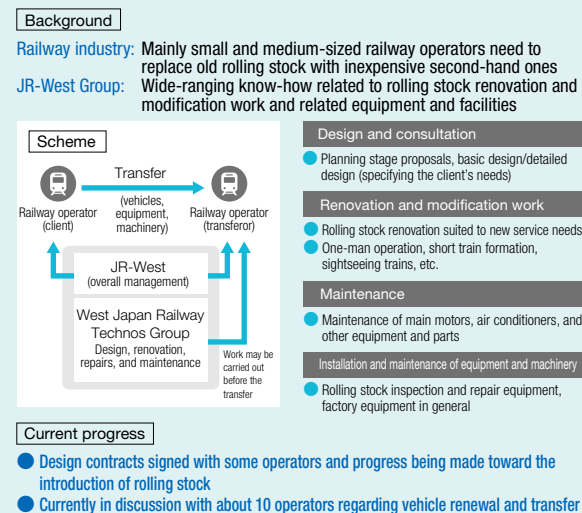 Background
Railway industry: Mainly small and medium-sized railway operators need to
replace old rolling stock with inexpensive second-hand ones
JR-West Group: Wide-ranging know-how related to rolling stock renovation and
modification work and related equipment and facilities
Scheme
Transfer
(vehicles,
equipment,
machinery)
Railway operator
(client)
Railway operator
(transferor)
JR-West
(overall management)
West Japan Railway
Technos Group
Design, renovation,
repairs, and maintenance
Work may be
carried out
before the
transfer
Design and consultation
Planning stage proposals, basic design/detailed
design (specifying the client's needs)
Renovation and modification work
Rolling stock renovation suited to new service needs
One-man operation, short train formation,
sightseeing trains, etc.
Maintenance
Maintenance of main motors, air conditioners, and
other equipment and parts
Installation and maintenance of equipment and machinery
Rolling stock inspection and repair equipment,
factory equipment in general
Current progress
Design contracts signed with some operators and progress being made toward the
introduction of rolling stock
Currently in discussion with about 10 operators regarding vehicle renewal and transfer